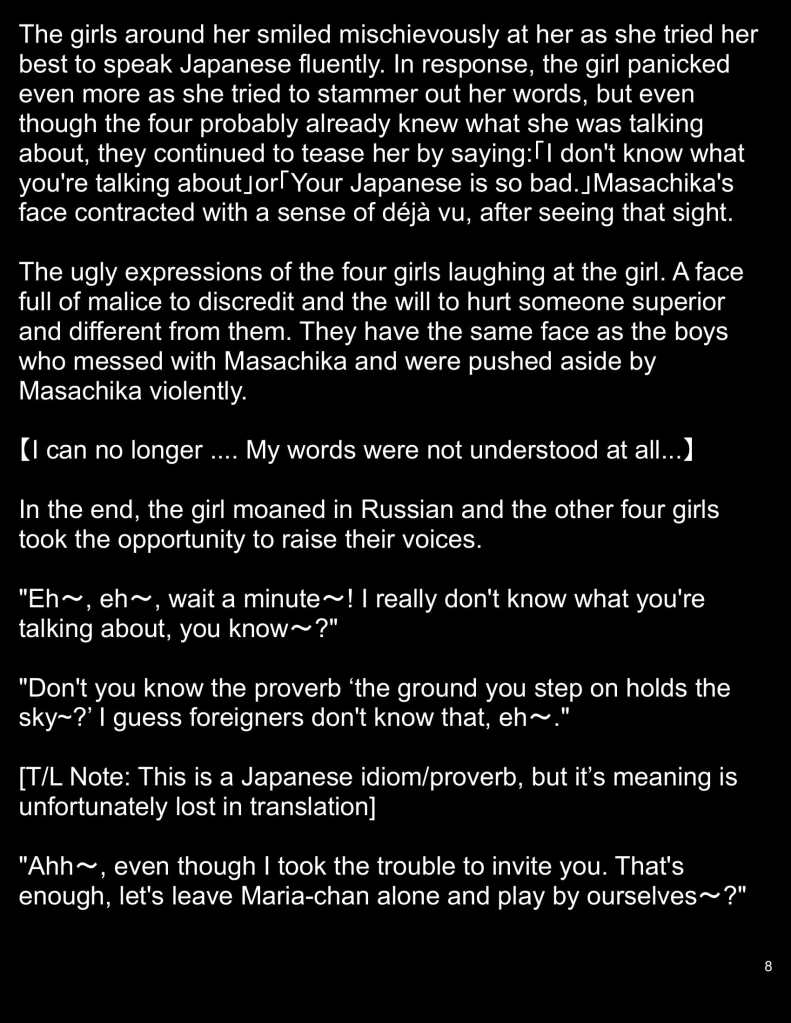 The girls around her smiled mischievously at her as she tried her
best to speak Japanese fluently. In response, the girl panicked
even more as she tried to stammer out her words, but even
though the four probably already knew what she was talking
about, they continued to tease her by saying:「I don't know what
you're talking about」or「Your Japanese is so bad.」Masachika's
face contracted with a sense of déjà vu, after seeing that sight.
The ugly expressions of the four girls laughing at the girl. A face
full of malice to discredit and the will to hurt someone superior
and different from them. They have the same face as the boys
who messed with Masachika and were pushed aside by
Masachika violently.
【I can no longer .... My words were not understood at all...】
In the end, the girl moaned in Russian and the other four girls
took the opportunity to raise their voices.
"Eh～, eh～, wait a minute～! I really don't know what you're
talking about, you know～?"
"Don't you know the proverb ‘the ground you step on holds the
sky~?’ I guess foreigners don't know that, eh～."
[T/L Note: This is a Japanese idiom/proverb, but it’s meaning is
unfortunately lost in translation]
"Ahh～, even though I took the trouble to invite you. That's
enough, let's leave Maria-chan alone and play by ourselves～?"
8